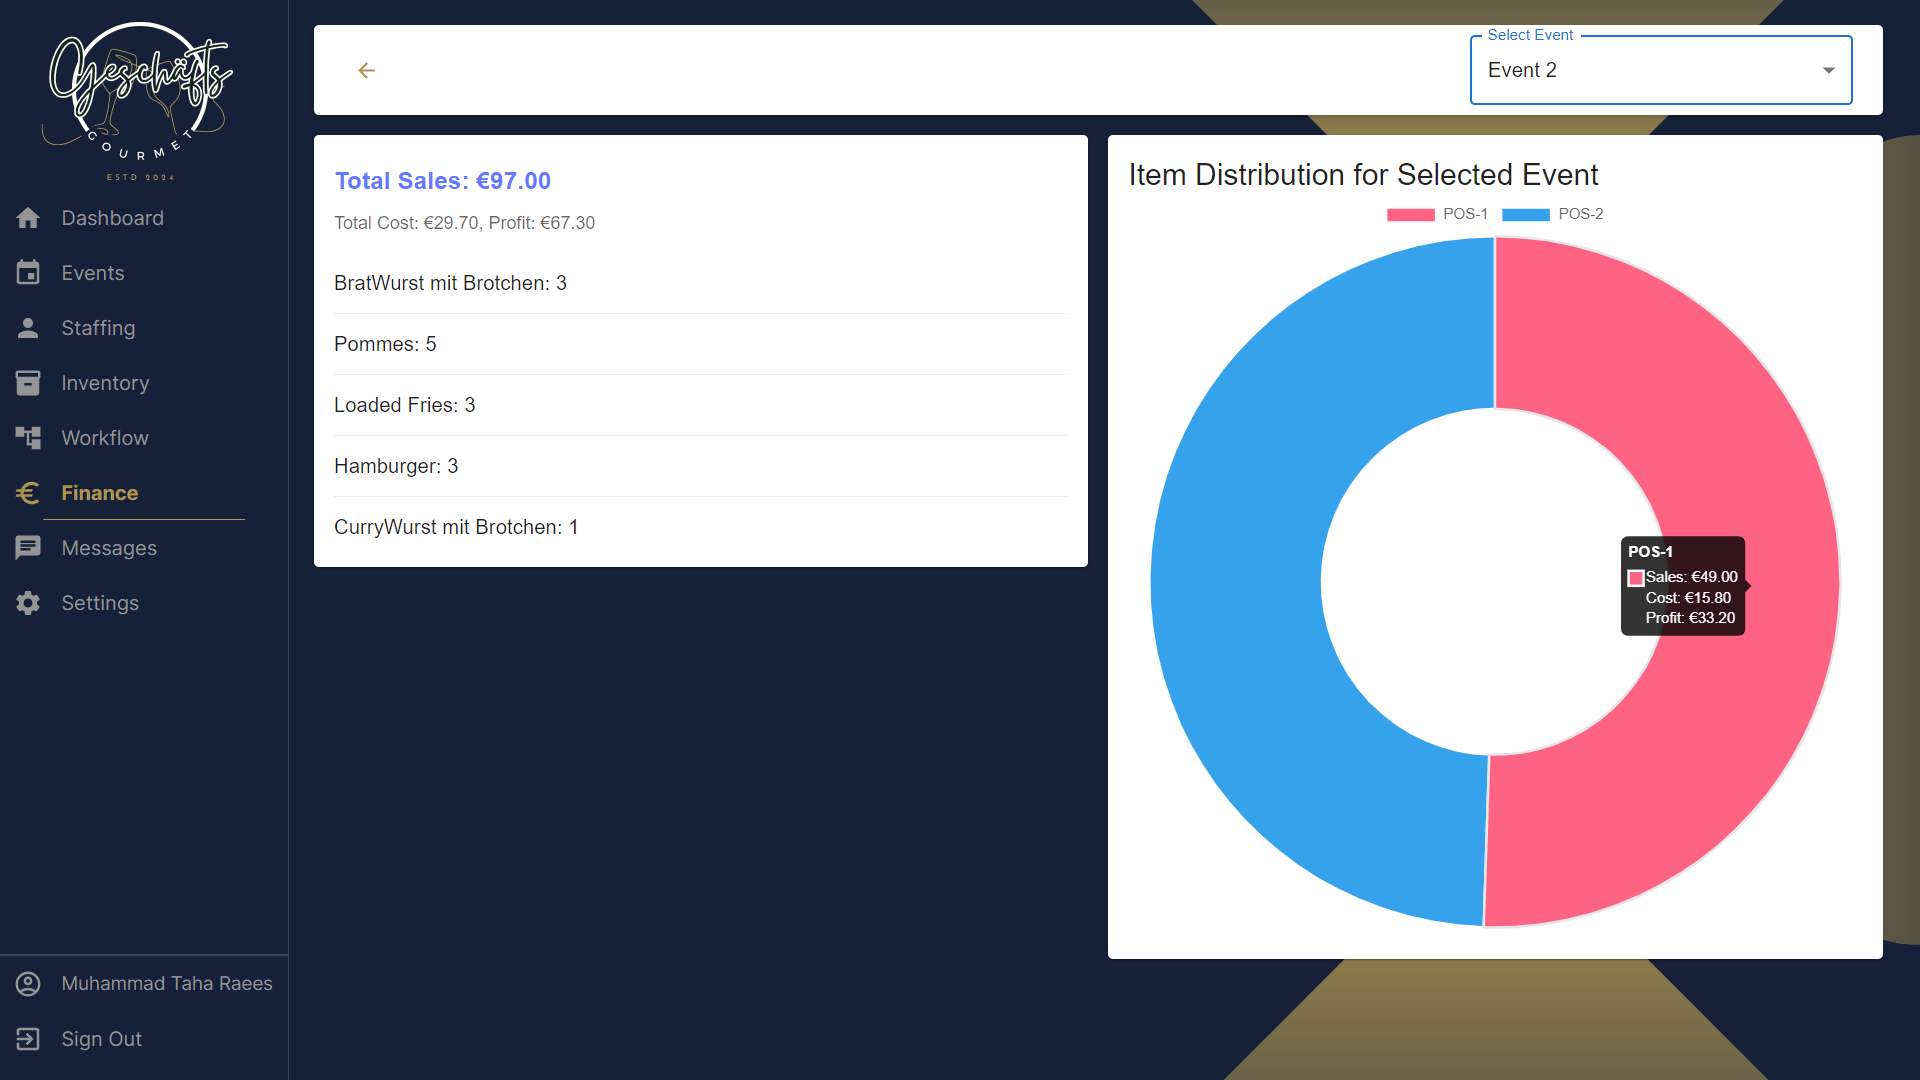 Geschäfts
GOURMET
ESTD 2024
Dashboard
Events
Staffing
Inventory
Workflow
Finance
Messages
Settings
Muhammad Taha Raees
Sign Out
Select Event
Event 2
Total Sales: €97.00
Total Cost: €29.70, Profit: €67.30
BratWurst mit Brotchen: 3
Pommes: 5
Loaded Fries: 3
Hamburger: 3
CurryWurst mit Brotchen: 1
Item Distribution for Selected Event
POS-1 POS-2
POS-1
Sales: €49.00
Cost: €15.80
Profit: €33.20